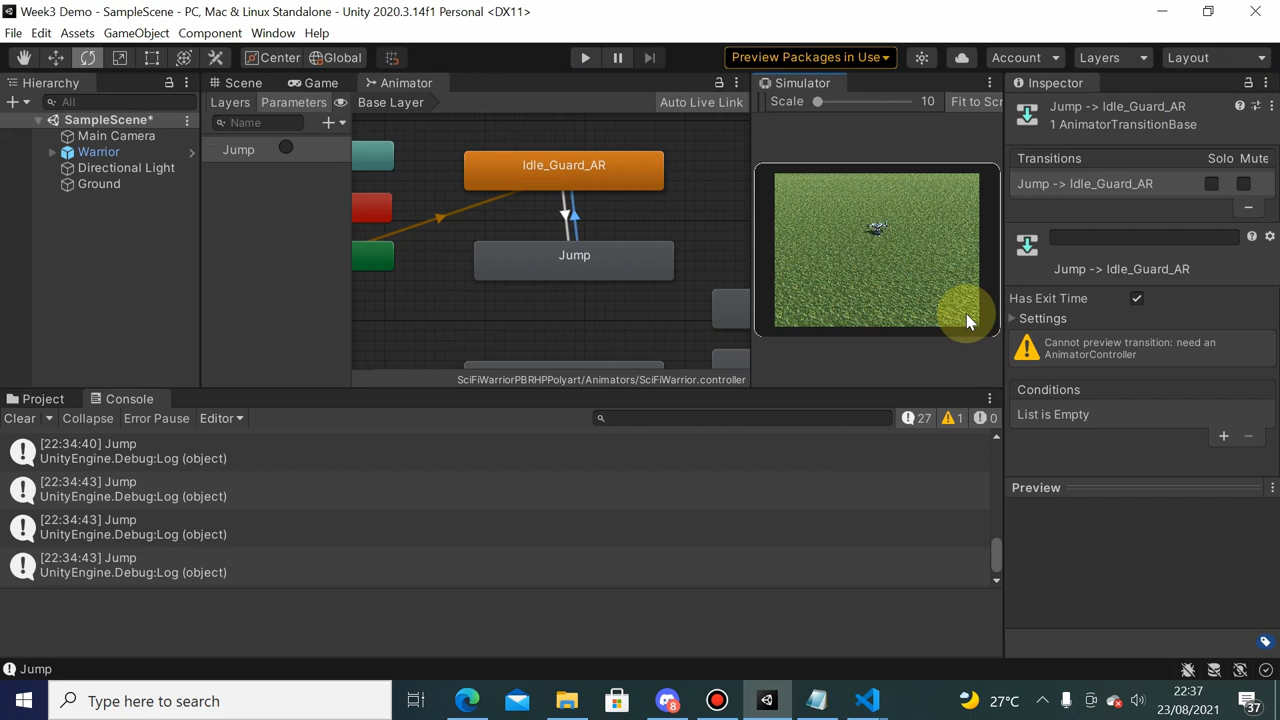 Week3 Demo - SampleScene - PC, Mac & Linux Standalone - Unity 2020.3.14f1 Personal <DX11>
File Edit Assets GameObject Component Window Help
Center Global Preview Packages in Use Account Layers Layout
Hierarchy Scene Game Animator Simulator Inspector
All
Layers Parameters Base Layer Auto Live Link
Scale 10 Fit to Scr
Jump -> Idle_Guard_AR
1 AnimatorTransitionBase
SampleScene*
Name
Main Camera
Warrior
Directional Light
Ground
Jump
Idle_Guard_AR
Jump
SciFiWarriorPBRHPPolyart/Animators/SciFiWarrior.controller
Transitions Solo Mute
Jump -> Idle_Guard_AR
Jump -> Idle_Guard_AR
Has Exit Time
Settings
Cannot preview transition: need an
AnimatorController
Conditions
List is Empty
Preview
Project Console
Clear Collapse Error Pause Editor 27 1 0
[22:34:40] Jump
UnityEngine.Debug:Log (object)
[22:34:43] Jump
UnityEngine.Debug:Log (object)
[22:34:43] Jump
UnityEngine.Debug:Log (object)
[22:34:43] Jump
UnityEngine.Debug:Log (object)
Jump
Type here to search
8
27°C
22:37
23/08/2021
37